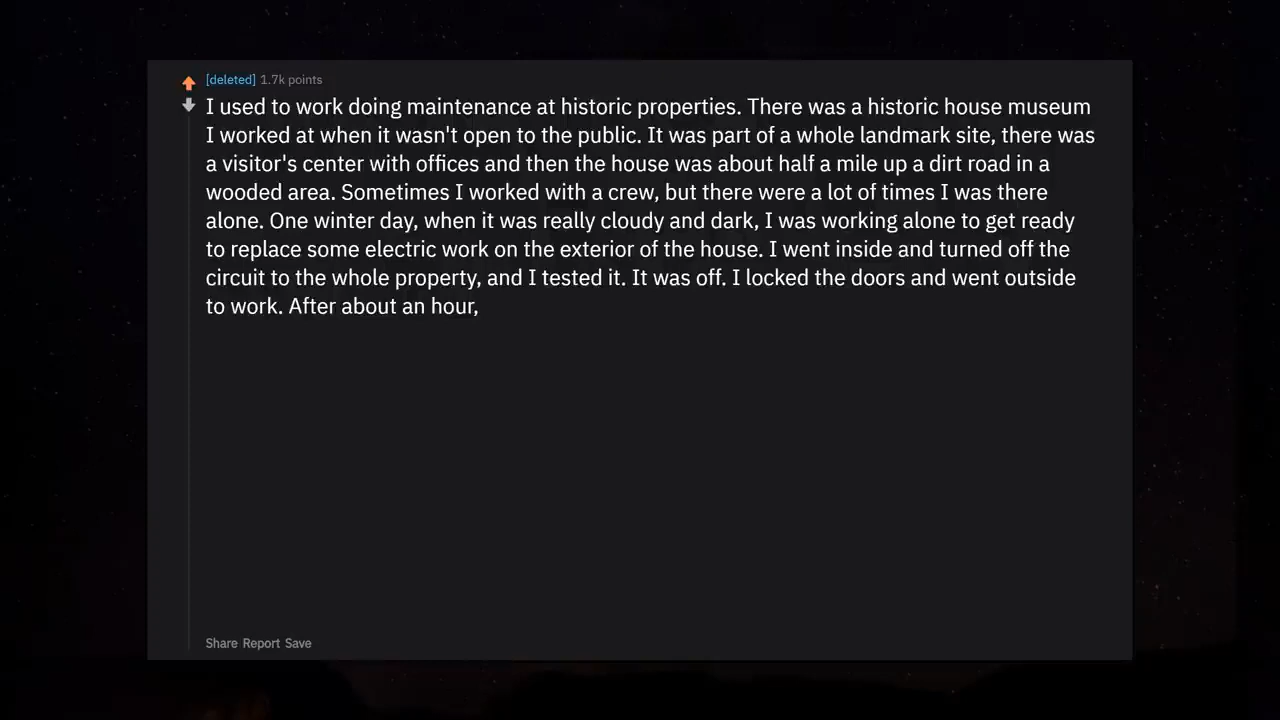 [deleted] 1.7k points
I used to work doing maintenance at historic properties. There was a historic house museum
I worked at when it wasn't open to the public. It was part of a whole landmark site, there was
a visitor's center with offices and then the house was about half a mile up a dirt road in a
wooded area. Sometimes I worked with a crew, but there were a lot of times I was there
alone. One winter day, when it was really cloudy and dark, I was working alone to get ready
to replace some electric work on the exterior of the house. I went inside and turned off the
circuit to the whole property, and I tested it. It was off. I locked the doors and went outside
to work. After about an hour,
Share Report Save